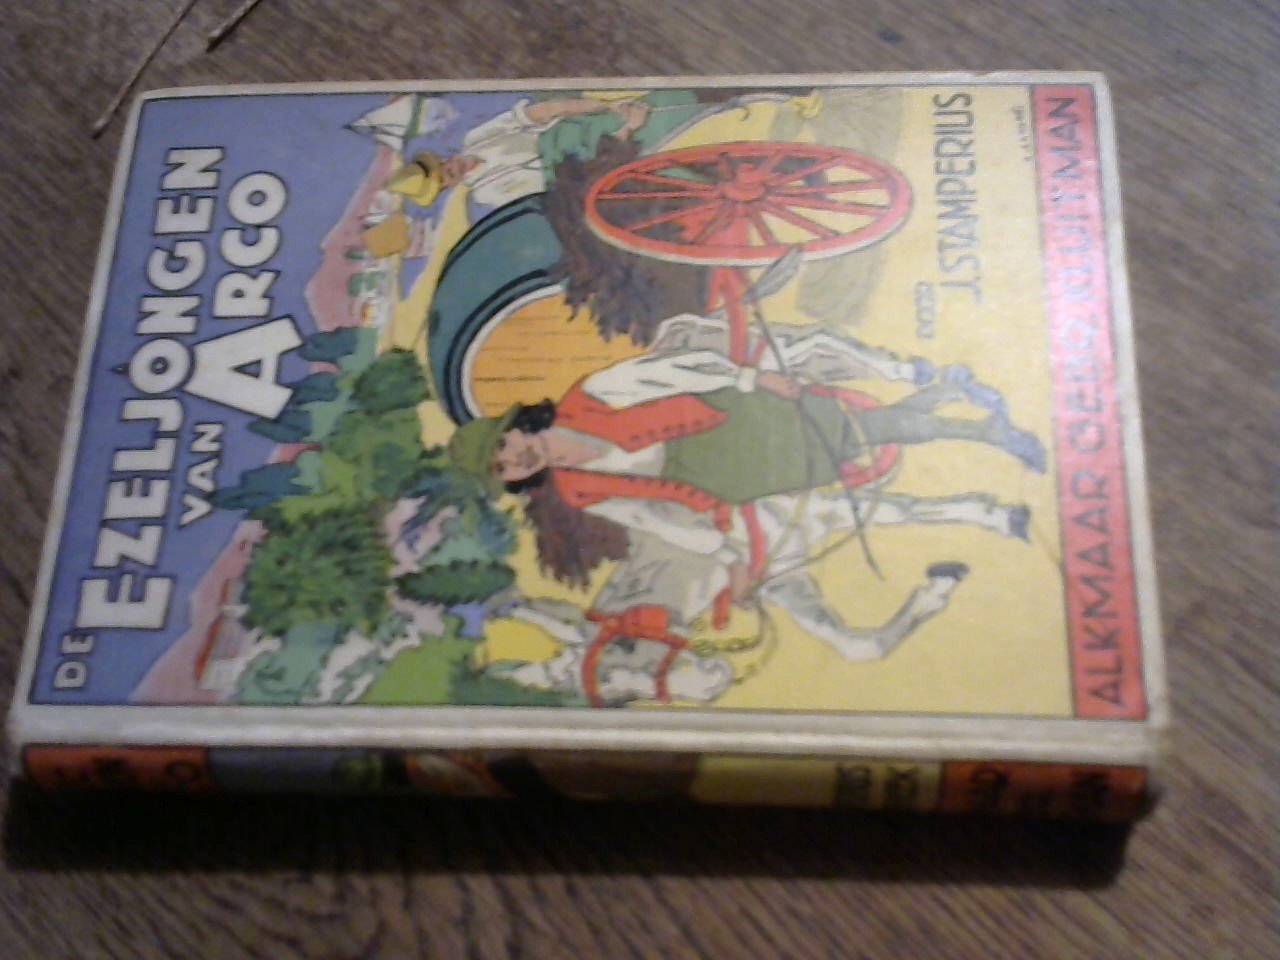 DE
EZELJONGEN
VAN
ARCO
DOOR
J. STAMPERIUS
ALKMAAR GEBRS. KLUITMAN